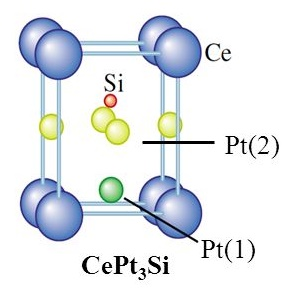 Ce
Si
Pt(2)
Pt(1)
CePt₃Si